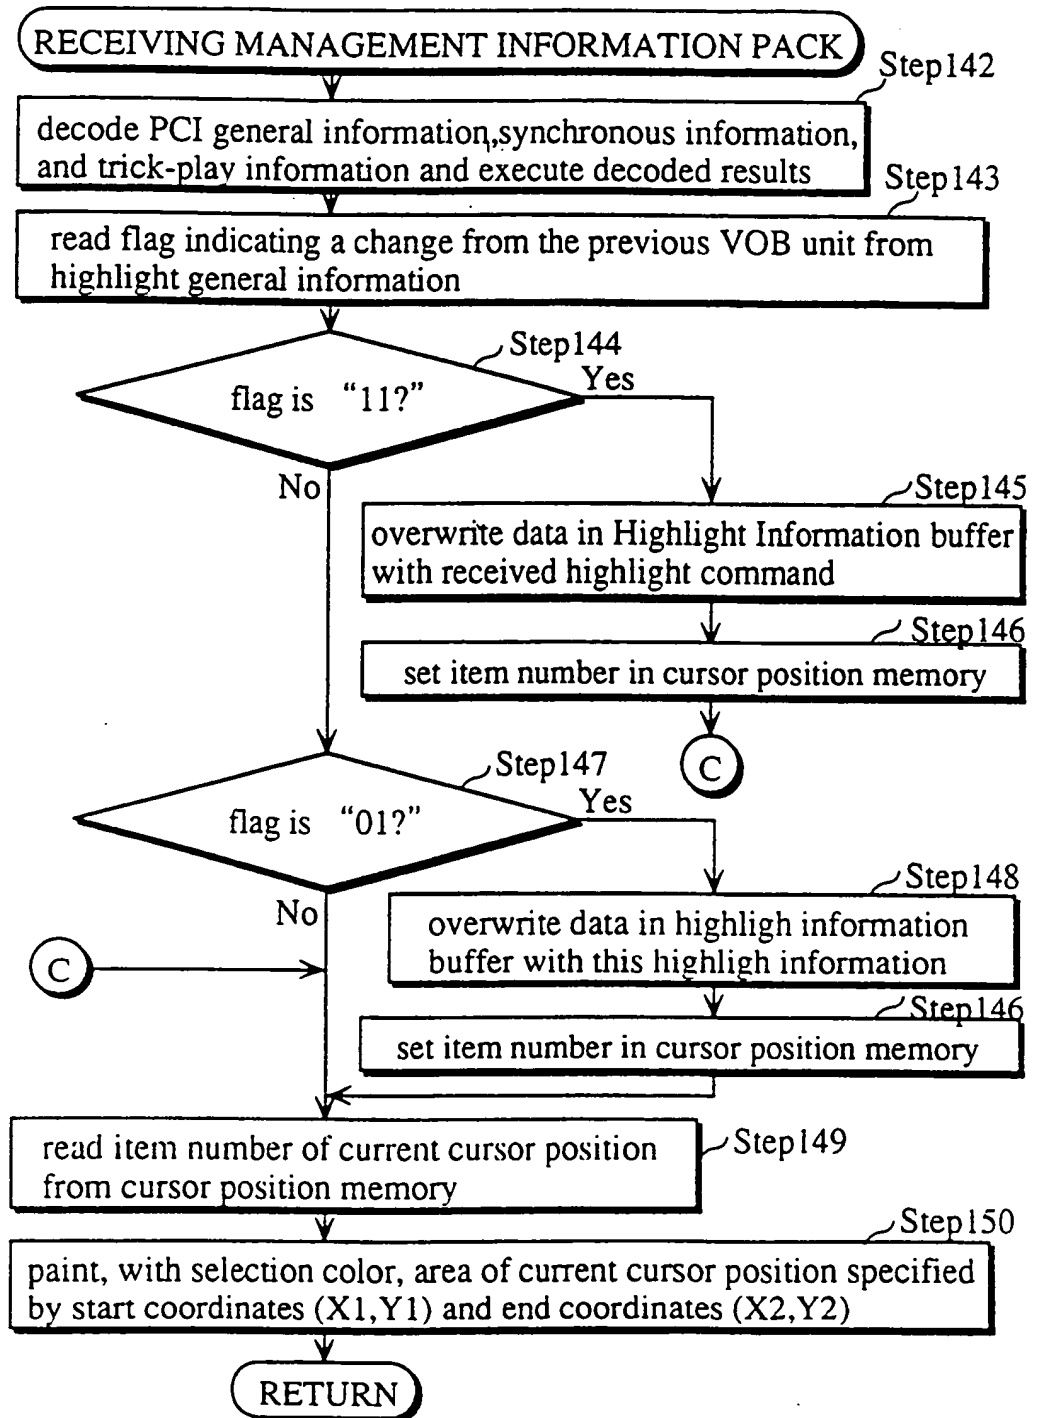 RECEIVING MANAGEMENT INFORMATION PACK
Step142
decode PCI general information,synchronous information,
and trick-play information and execute decoded results
Step143
read flag indicating a change from the previous VOB unit from
highlight general information
Step144
flag is “11?”
Yes
No
Step145
overwrite data in Highlight Information buffer
with received highlight command
Step146
set item number in cursor position memory
C
Step147
flag is “01?”
Yes
No
Step148
overwrite data in highligh information
buffer with this highligh information
C
Step146
set item number in cursor position memory
Step149
read item number of current cursor position
from cursor position memory
Step150
paint, with selection color, area of current cursor position specified
by start coordinates (X1,Y1) and end coordinates (X2,Y2)
RETURN